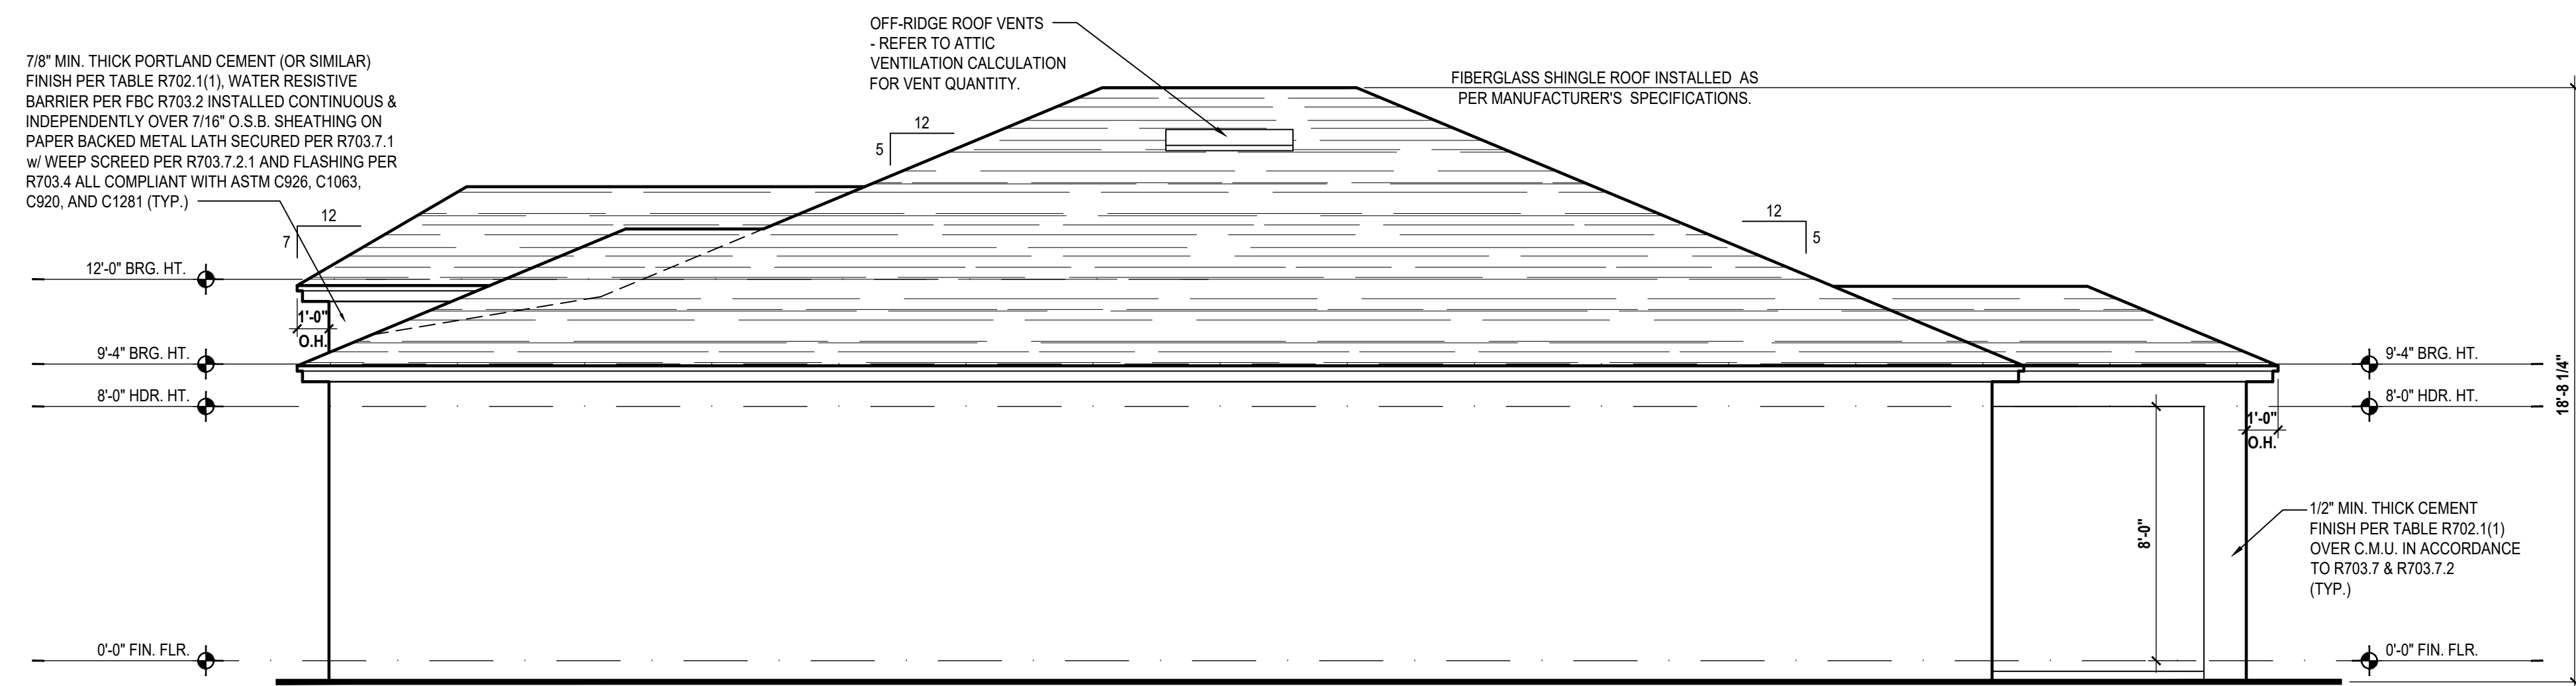 OFF-RIDGE ROOF VENTS
- REFER TO ATTIC
VENTILATION CALCULATION
FOR VENT QUANTITY.
7/8" MIN. THICK PORTLAND CEMENT (OR SIMILAR)
FINISH PER TABLE R702.1(1), WATER RESISTIVE
BARRIER PER FBC R703.2 INSTALLED CONTINUOUS &
INDEPENDENTLY OVER 7/16" O.S.B. SHEATHING ON
PAPER BACKED METAL LATH SECURED PER R703.7.1
w/ WEEP SCREED PER R703.7.2.1 AND FLASHING PER
R703.4 ALL COMPLIANT WITH ASTM C926, C1063,
C920, AND C1281 (TYP.)
FIBERGLASS SHINGLE ROOF INSTALLED AS
PER MANUFACTURER'S SPECIFICATIONS.
12
5
12
7
12
5
12'-0" BRG. HT.
1'-0"
O.H.
9'-4" BRG. HT.
8'-0" HDR. HT.
0'-0" FIN. FLR.
9'-4" BRG. HT.
8'-0" HDR. HT.
1'-0"
O.H.
18'-8 1/4"
8'-0"
1/2" MIN. THICK CEMENT
FINISH PER TABLE R702.1(1)
OVER C.M.U. IN ACCORDANCE
TO R703.7 & R703.7.2
(TYP.)
0'-0" FIN. FLR.